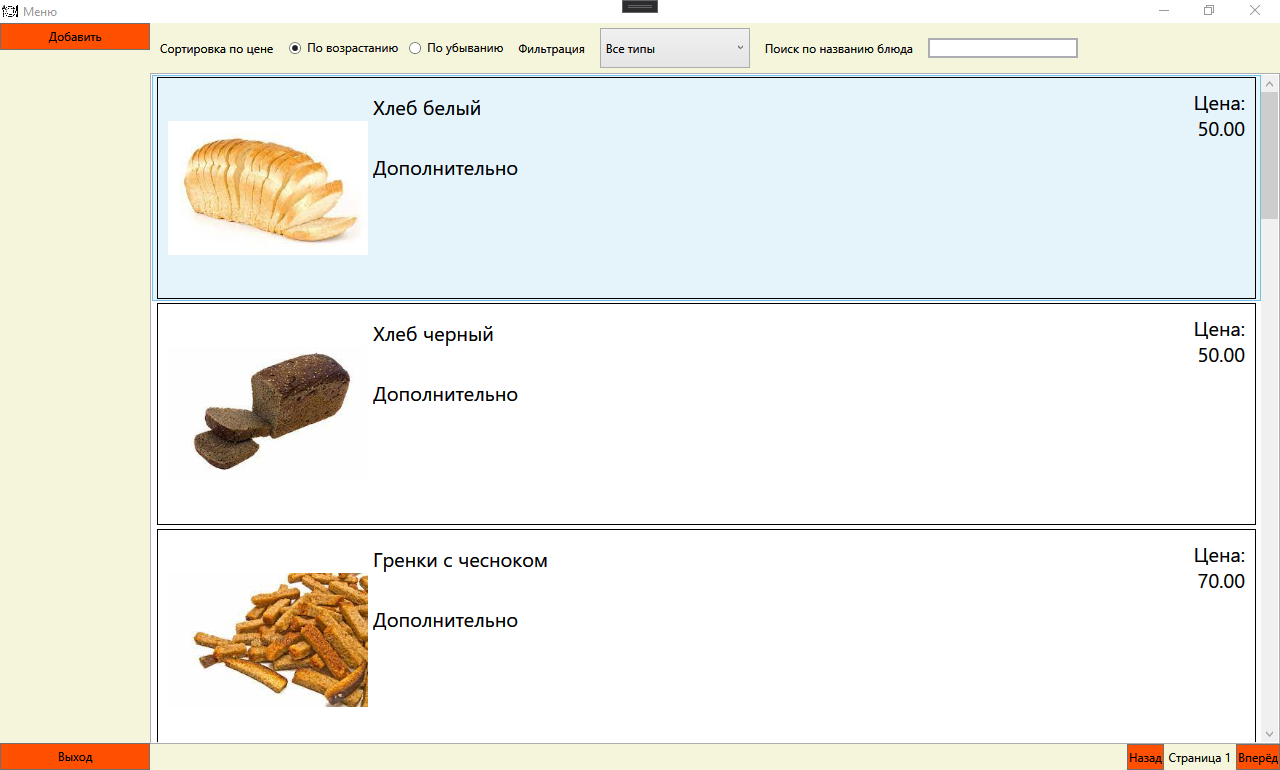 Меню
Добавить
Сортировка по цене По возрастанию По убыванию Фильтрация Все типы Поиск по названию блюда
Хлеб белый
Цена:
50.00
Дополнительно
Хлеб черный
Цена:
50.00
Дополнительно
Гренки с чесноком
Цена:
70.00
Дополнительно
Выход
Назад Страница 1 Вперёд